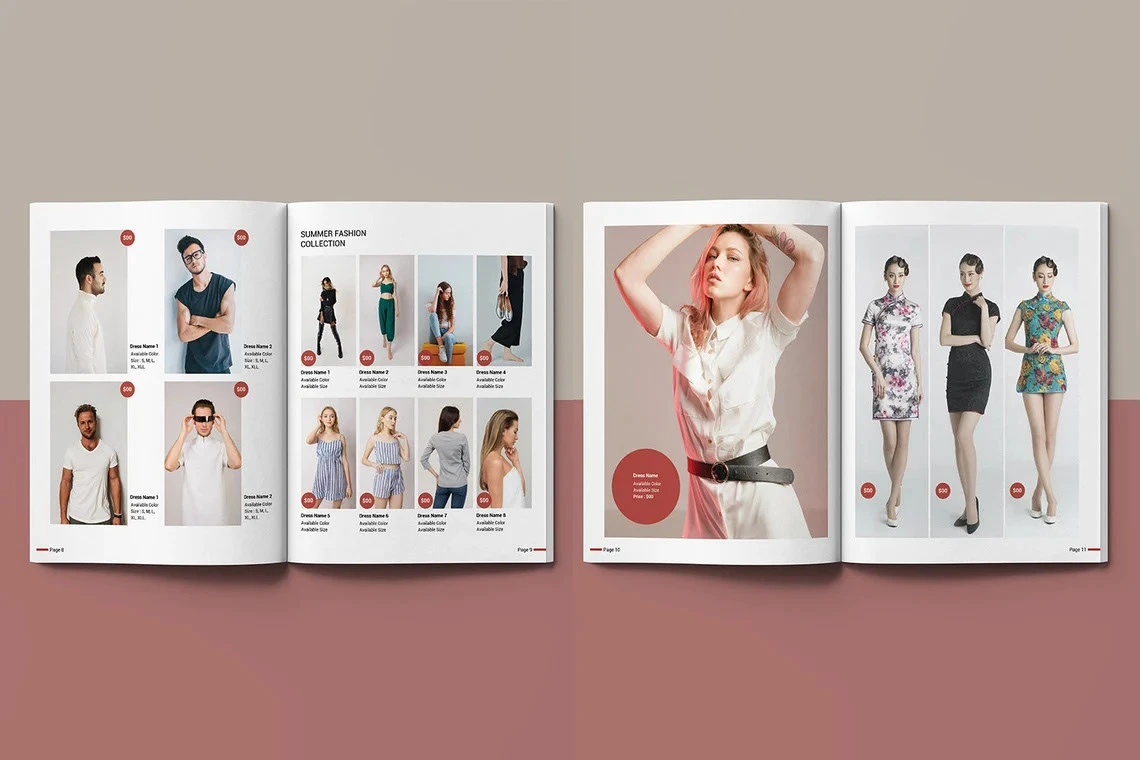 $00
Dress Name 1
Available Color
Size : S, M, L,
XL, XLL
$00
Dress Name 2
Available Color
Size : S, M, L,
XL, XLL
$00
Dress Name 1
Available Color
Size : S, M, L,
XL, XLL
$00
Dress Name 2
Available Color
Size : S, M, L,
XL, XLL
Page 8
SUMMER FASHION
COLLECTION
$00
Dress Name 1
Available Color
Available Size
$00
Dress Name 2
Available Color
Available Size
$00
Dress Name 3
Available Color
Available Size
$00
Dress Name 4
Available Color
Available Size
$00
Dress Name 5
Available Color
Available Size
$00
Dress Name 6
Available Color
Available Size
$00
Dress Name 7
Available Color
Available Size
$00
Dress Name 8
Available Color
Available Size
Page 9
Dress Name
Available Color
Available Size
Price : $00
Page 10
$00
$00
$00
Page 11